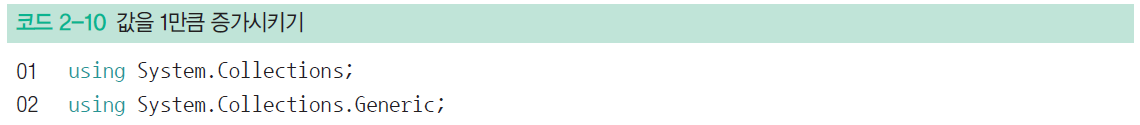 코드 2-10 값을 1만큼 증가시키기
01 using System.Collections;
02 using System.Collections.Generic;